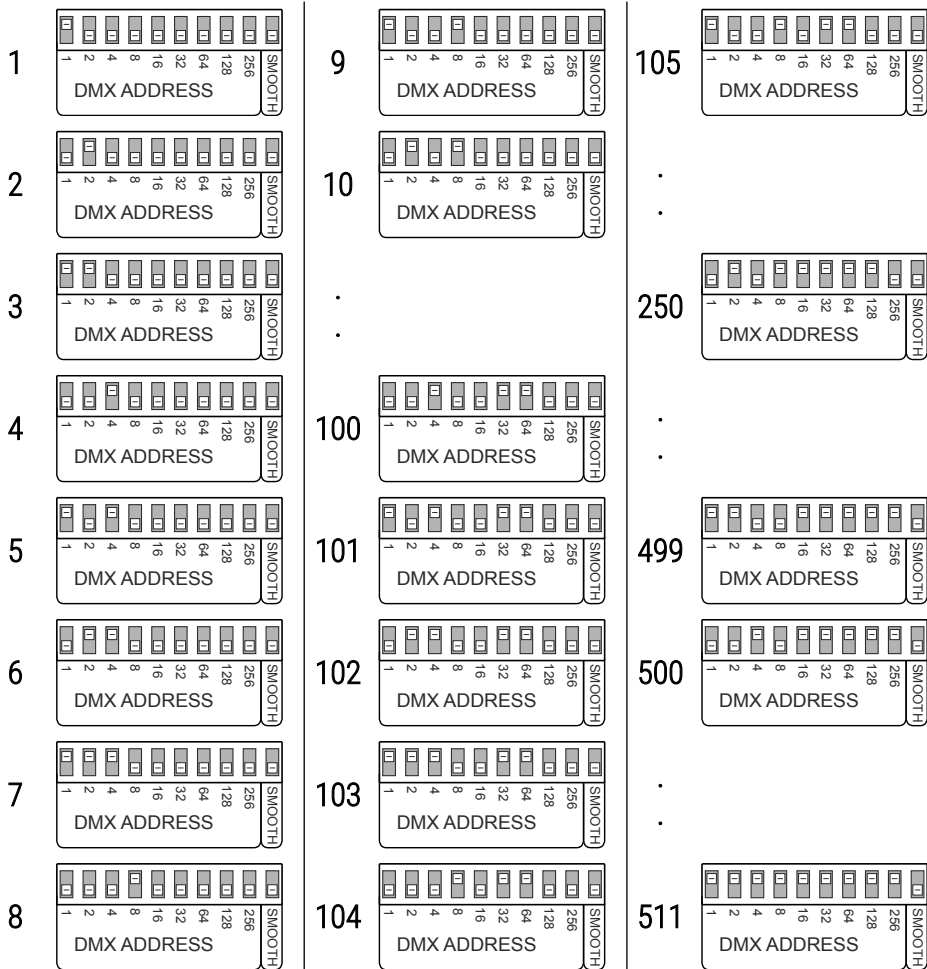 1
1 2 4 8 16 32 64 128 256 SMOOTH
DMX ADDRESS
2
1 2 4 8 16 32 64 128 256 SMOOTH
DMX ADDRESS
3
1 2 4 8 16 32 64 128 256 SMOOTH
DMX ADDRESS
4
1 2 4 8 16 32 64 128 256 SMOOTH
DMX ADDRESS
5
1 2 4 8 16 32 64 128 256 SMOOTH
DMX ADDRESS
6
1 2 4 8 16 32 64 128 256 SMOOTH
DMX ADDRESS
7
1 2 4 8 16 32 64 128 256 SMOOTH
DMX ADDRESS
8
1 2 4 8 16 32 64 128 256 SMOOTH
DMX ADDRESS
9
1 2 4 8 16 32 64 128 256 SMOOTH
DMX ADDRESS
10
1 2 4 8 16 32 64 128 256 SMOOTH
DMX ADDRESS
.
.
100
1 2 4 8 16 32 64 128 256 SMOOTH
DMX ADDRESS
101
1 2 4 8 16 32 64 128 256 SMOOTH
DMX ADDRESS
102
1 2 4 8 16 32 64 128 256 SMOOTH
DMX ADDRESS
103
1 2 4 8 16 32 64 128 256 SMOOTH
DMX ADDRESS
104
1 2 4 8 16 32 64 128 256 SMOOTH
DMX ADDRESS
105
1 2 4 8 16 32 64 128 256 SMOOTH
DMX ADDRESS
.
.
250
1 2 4 8 16 32 64 128 256 SMOOTH
DMX ADDRESS
.
.
499
1 2 4 8 16 32 64 128 256 SMOOTH
DMX ADDRESS
500
1 2 4 8 16 32 64 128 256 SMOOTH
DMX ADDRESS
.
.
511
1 2 4 8 16 32 64 128 256 SMOOTH
DMX ADDRESS